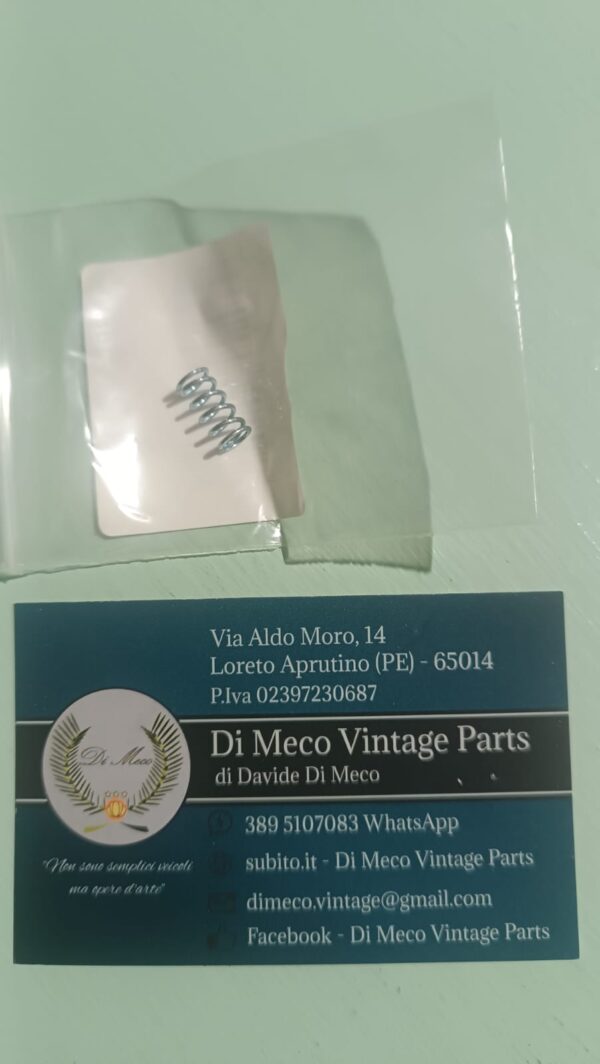 Via Aldo Moro, 14
Loreto Aprutino (PE) - 65014
P.Iva 02397230687
Di Meco
Di Meco Vintage Parts
di Davide Di Meco
389 5107083 WhatsApp
subito.it - Di Meco Vintage Parts
dimeco.vintage@gmail.com
Facebook - Di Meco Vintage Parts
"Non sono semplici veicoli
ma opere d'arte"